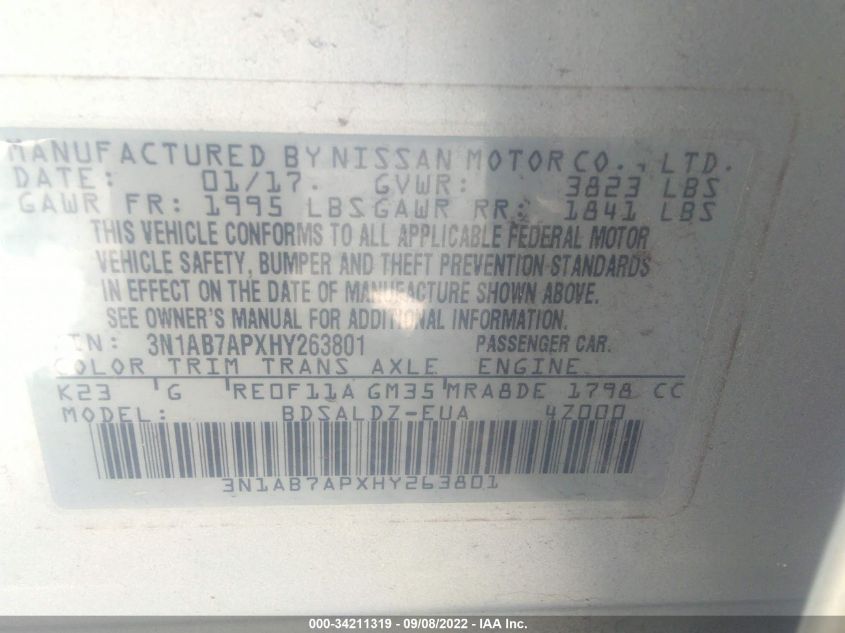 MANUFACTURED BY NISSAN MOTOR CO., LTD.
DATE: 01/17. GVWR: 3823 LBS
GAWR FR: 1995 LBS GAWR RR: 1841 LBS
THIS VEHICLE CONFORMS TO ALL APPLICABLE FEDERAL MOTOR
VEHICLE SAFETY, BUMPER AND THEFT PREVENTION STANDARDS
IN EFFECT ON THE DATE OF MANUFACTURE SHOWN ABOVE.
SEE OWNER'S MANUAL FOR ADDITIONAL INFORMATION
VIN: 3N1AB7APXHY263801 PASSENGER CAR.
COLOR TRIM TRANS AXLE ENGINE
K23 'G 'RE0F11A GM35 'MRA8DE 1798 CC
MODEL: BDSALDZ-EUA 4Z000
3N1AB7APXHY263801
000-34211319 - 09/08/2022 - IAA Inc.